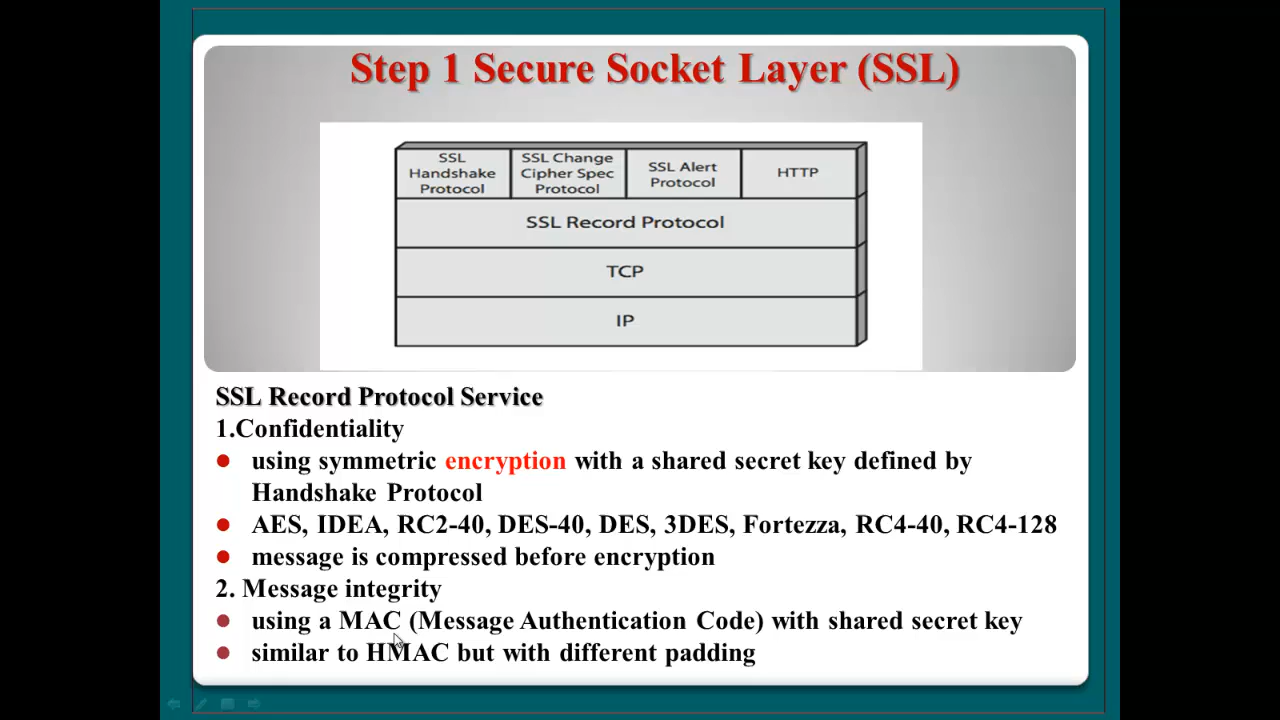 Step 1 Secure Socket Layer (SSL)
SSL Handshake Protocol
SSL Change Cipher Spec Protocol
SSL Alert Protocol
HTTP
SSL Record Protocol
TCP
IP
SSL Record Protocol Service
1.Confidentiality
using symmetric encryption with a shared secret key defined by
Handshake Protocol
AES, IDEA, RC2-40, DES-40, DES, 3DES, Fortezza, RC4-40, RC4-128
message is compressed before encryption
2. Message integrity
using a MAC (Message Authentication Code) with shared secret key
similar to HMAC but with different padding